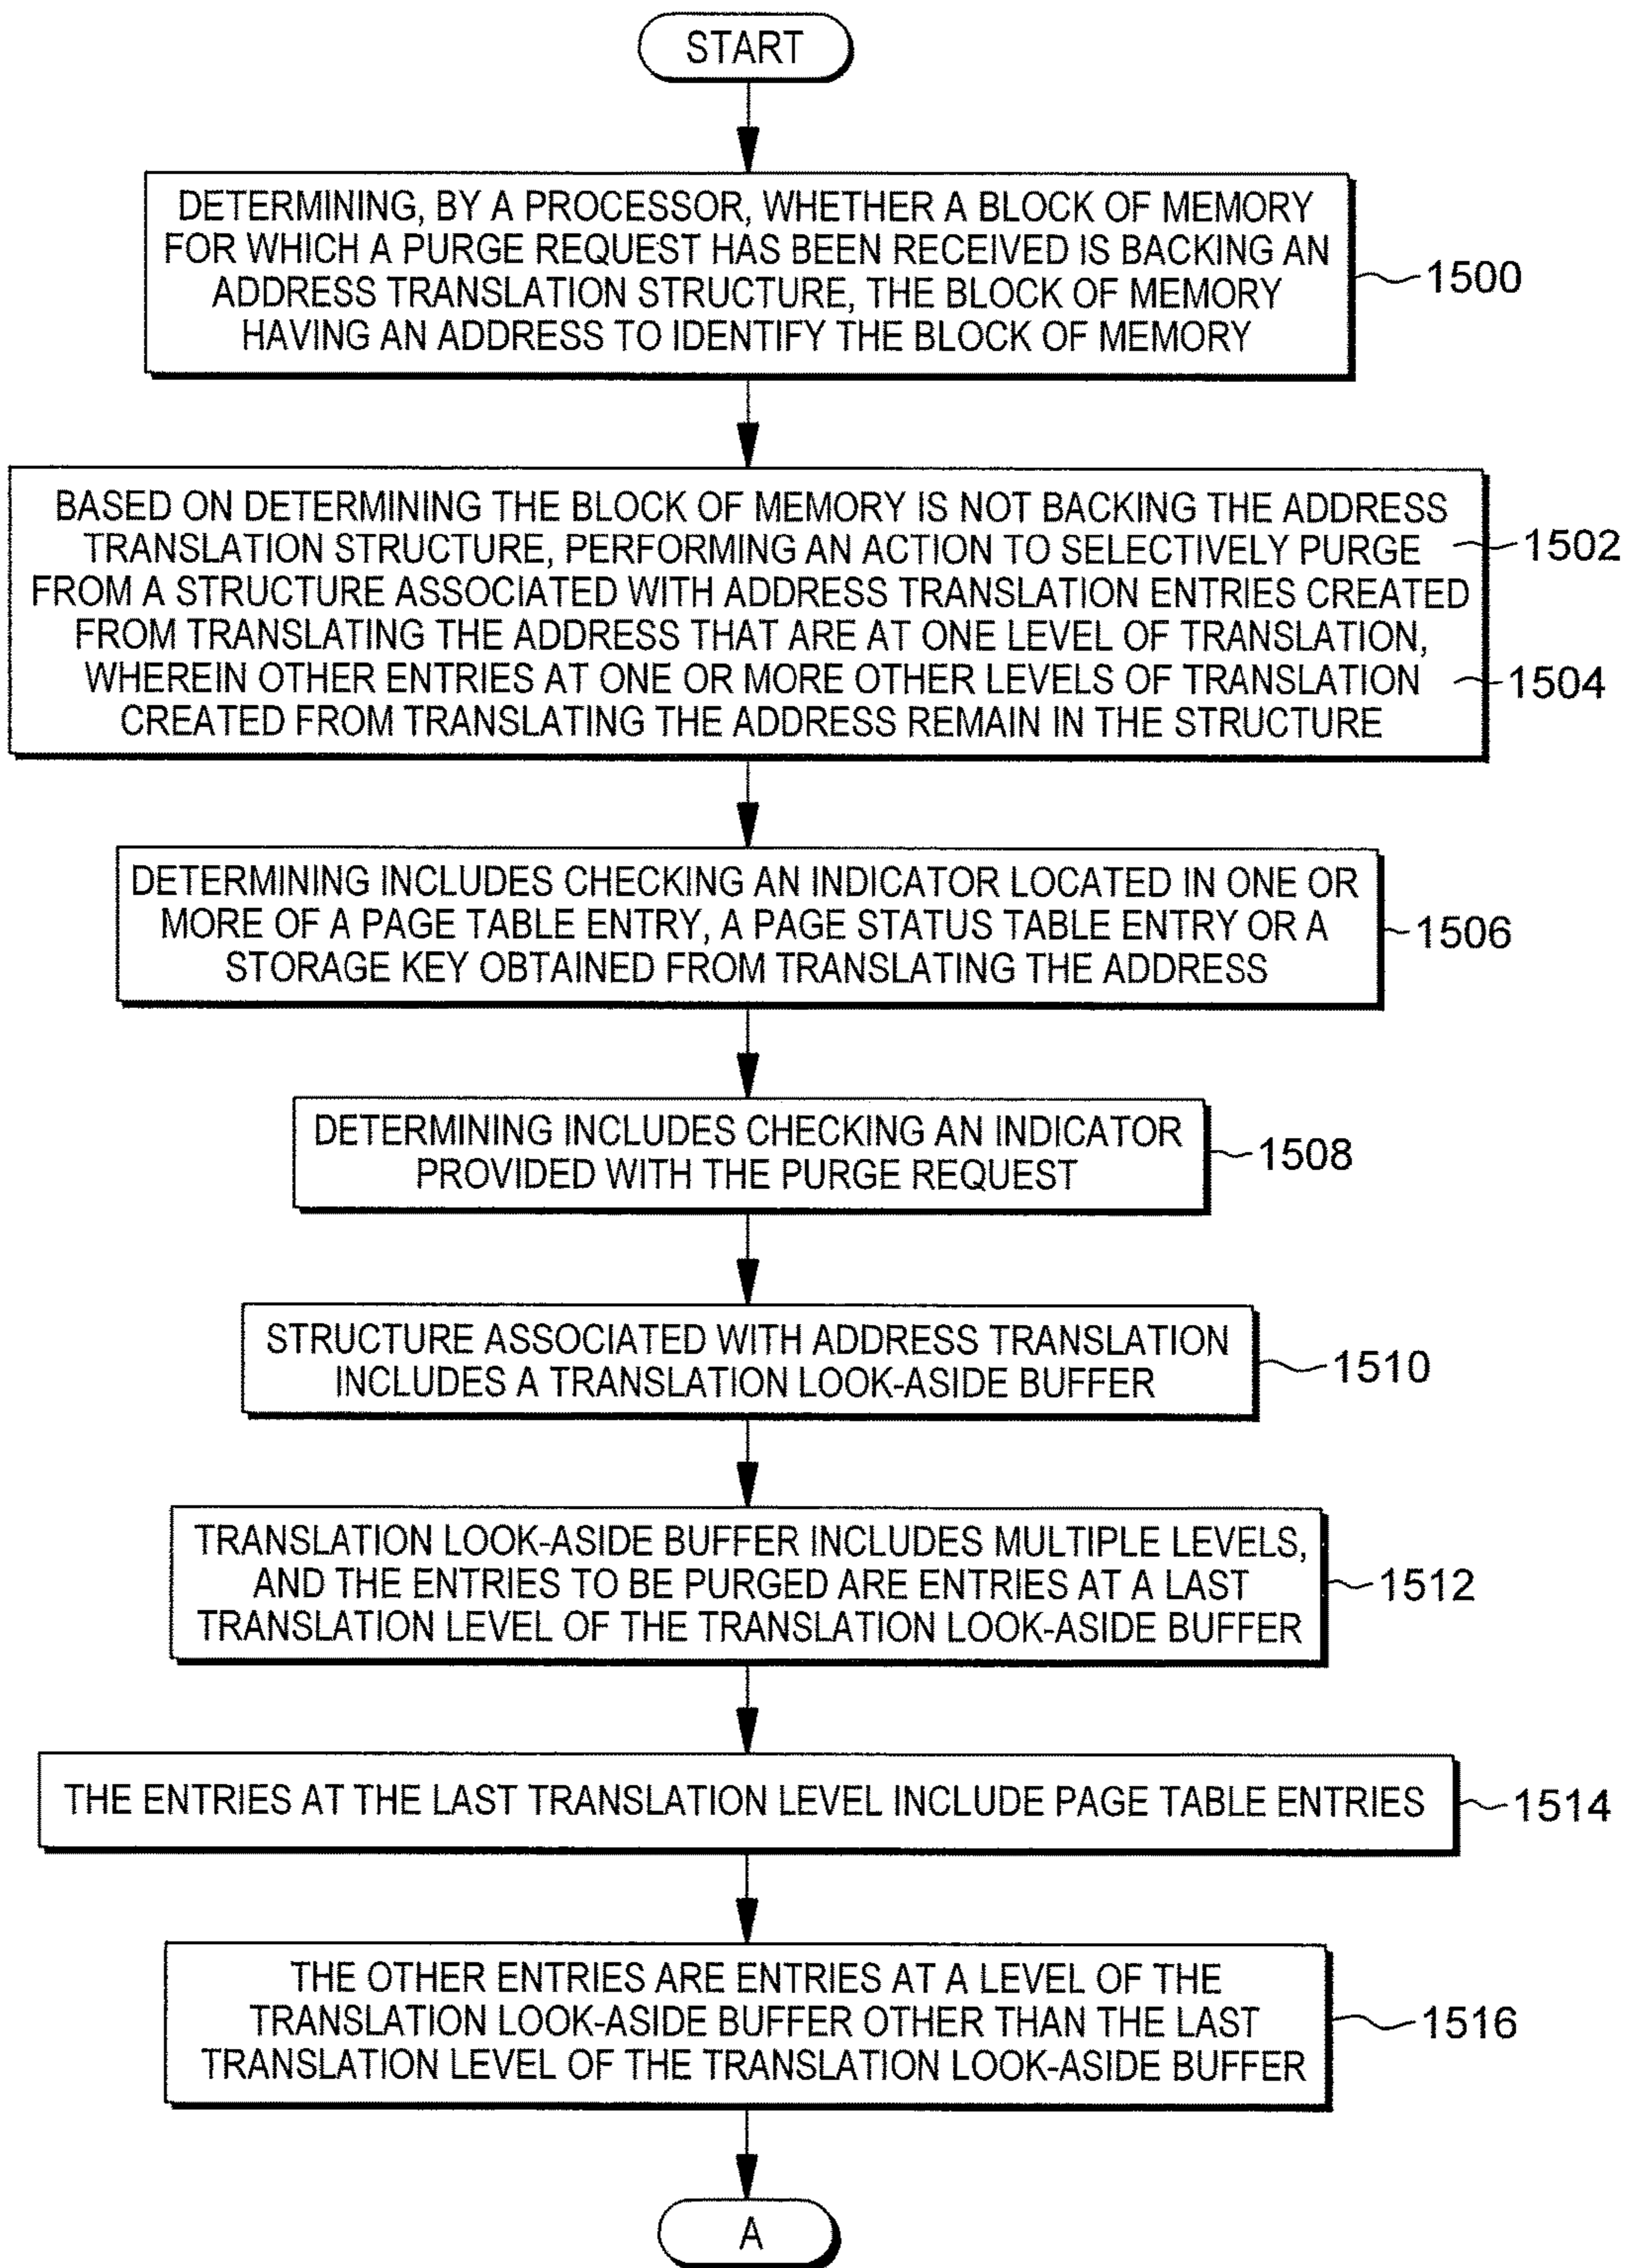 START
DETERMINING, BY A PROCESSOR, WHETHER A BLOCK OF MEMORY
FOR WHICH A PURGE REQUEST HAS BEEN RECEIVED IS BACKING AN
ADDRESS TRANSLATION STRUCTURE, THE BLOCK OF MEMORY
HAVING AN ADDRESS TO IDENTIFY THE BLOCK OF MEMORY
1500
BASED ON DETERMINING THE BLOCK OF MEMORY IS NOT BACKING THE ADDRESS
TRANSLATION STRUCTURE, PERFORMING AN ACTION TO SELECTIVELY PURGE
1502
FROM A STRUCTURE ASSOCIATED WITH ADDRESS TRANSLATION ENTRIES CREATED
FROM TRANSLATING THE ADDRESS THAT ARE AT ONE LEVEL OF TRANSLATION,
WHEREIN OTHER ENTRIES AT ONE OR MORE OTHER LEVELS OF TRANSLATION
1504
CREATED FROM TRANSLATING THE ADDRESS REMAIN IN THE STRUCTURE
DETERMINING INCLUDES CHECKING AN INDICATOR LOCATED IN ONE OR
MORE OF A PAGE TABLE ENTRY, A PAGE STATUS TABLE ENTRY OR A
STORAGE KEY OBTAINED FROM TRANSLATING THE ADDRESS
1506
DETERMINING INCLUDES CHECKING AN INDICATOR
PROVIDED WITH THE PURGE REQUEST
1508
STRUCTURE ASSOCIATED WITH ADDRESS TRANSLATION
INCLUDES A TRANSLATION LOOK-ASIDE BUFFER
1510
TRANSLATION LOOK-ASIDE BUFFER INCLUDES MULTIPLE LEVELS,
AND THE ENTRIES TO BE PURGED ARE ENTRIES AT A LAST
TRANSLATION LEVEL OF THE TRANSLATION LOOK-ASIDE BUFFER
1512
THE ENTRIES AT THE LAST TRANSLATION LEVEL INCLUDE PAGE TABLE ENTRIES
1514
THE OTHER ENTRIES ARE ENTRIES AT A LEVEL OF THE
TRANSLATION LOOK-ASIDE BUFFER OTHER THAN THE LAST
TRANSLATION LEVEL OF THE TRANSLATION LOOK-ASIDE BUFFER
1516
A